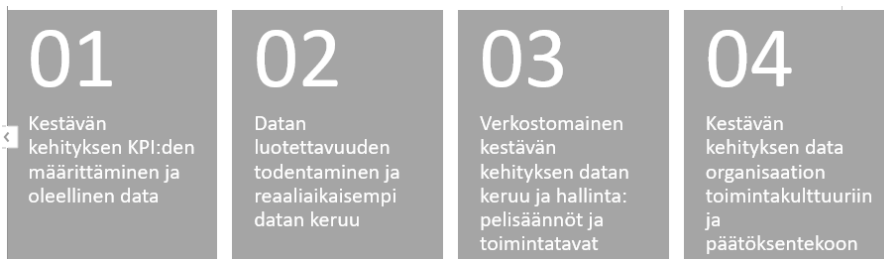 01
Kestävän
kehityksen KPI:den
määrittäminen ja
oleellinen data
02
Datan
luotettavuuden
todentaminen ja
reaaliaikaisempi
datan keruu
03
Verkostomainen
kestävän
kehityksen datan
keruu ja hallinta:
pelisäännöt ja
toimintatavat
04
Kestävän
kehityksen data
organisaation
toimintakulttuuriin
ja
päätöksentekoon